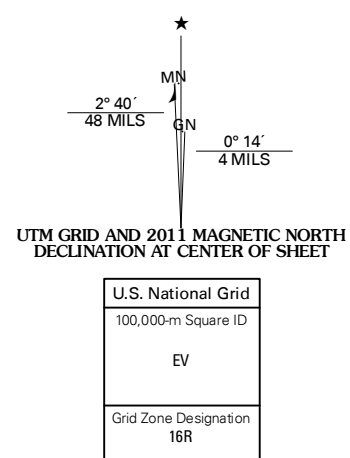 ★
MN
GN
2° 40´
48 MILS
0° 14´
4 MILS
UTM GRID AND 2011 MAGNETIC NORTH
DECLINATION AT CENTER OF SHEET
U.S. National Grid
100,000-m Square ID
EV
Grid Zone Designation
16R